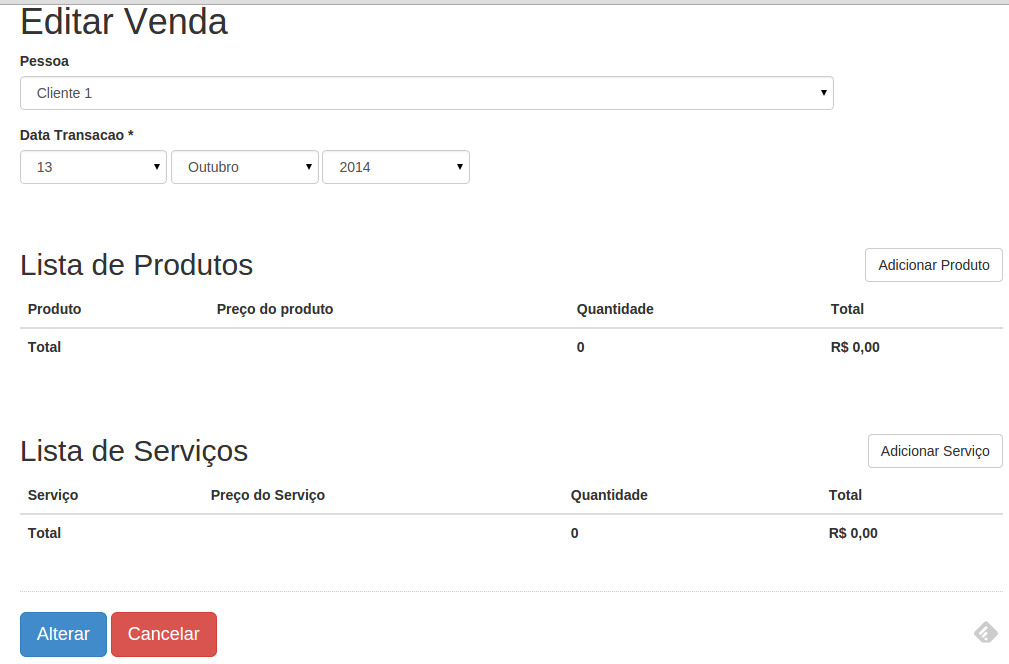 Editar Venda
Pessoa
Cliente 1
Data Transacao *
13 Outubro 2014
Lista de Produtos Adicionar Produto
Produto Preço do produto Quantidade Total
Total 0 R$ 0,00
Lista de Serviços Adicionar Serviço
Serviço Preço do Serviço Quantidade Total
Total 0 R$ 0,00
Alterar Cancelar